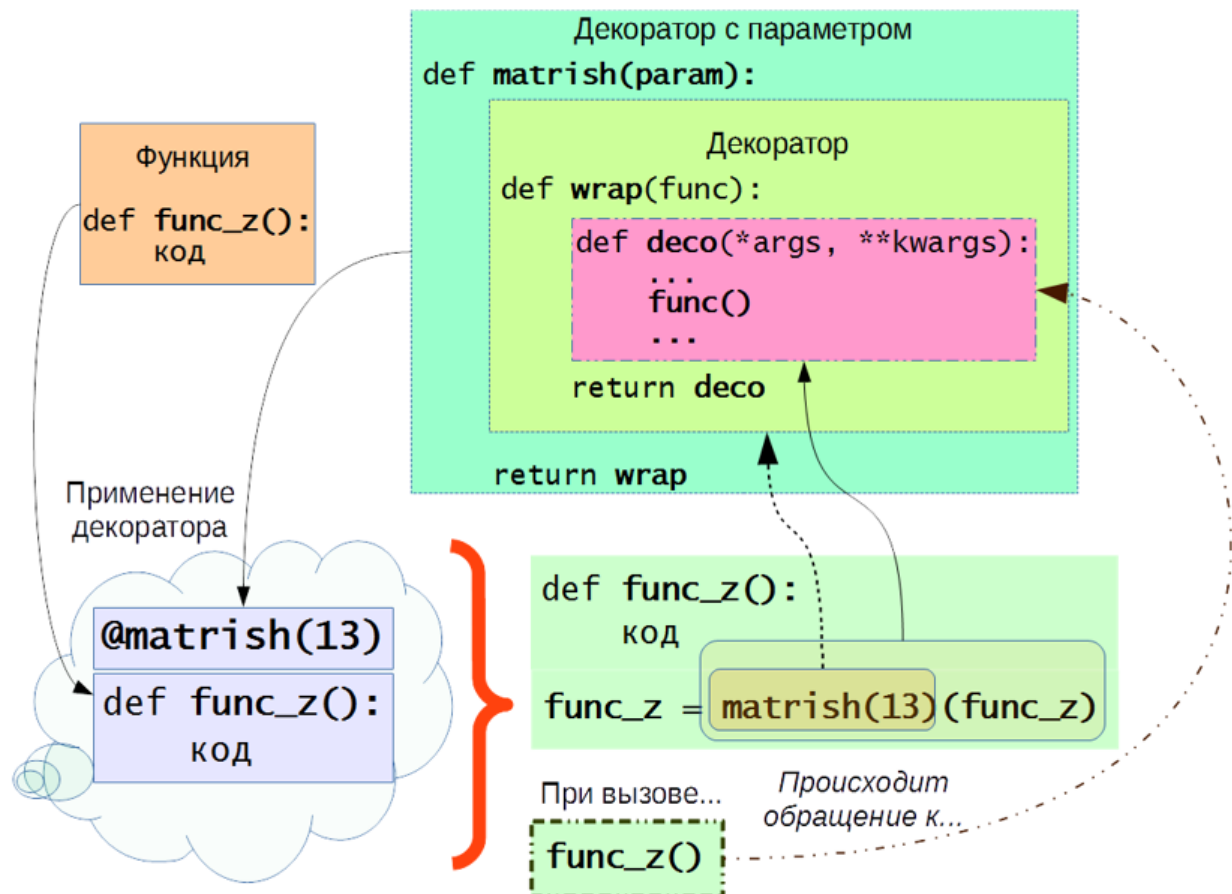 Декоратор с параметром
def matrish(param):
Декоратор
def wrap(func):
def deco(*args, **kwargs):
...
func()
...
return deco
return wrap
Функция
def func_z():
код
Применение
декоратора
@matrish(13)
def func_z():
код
def func_z():
код
func_z = matrish(13)(func_z)
При вызове...
func_z()
Происходит
обращение к...